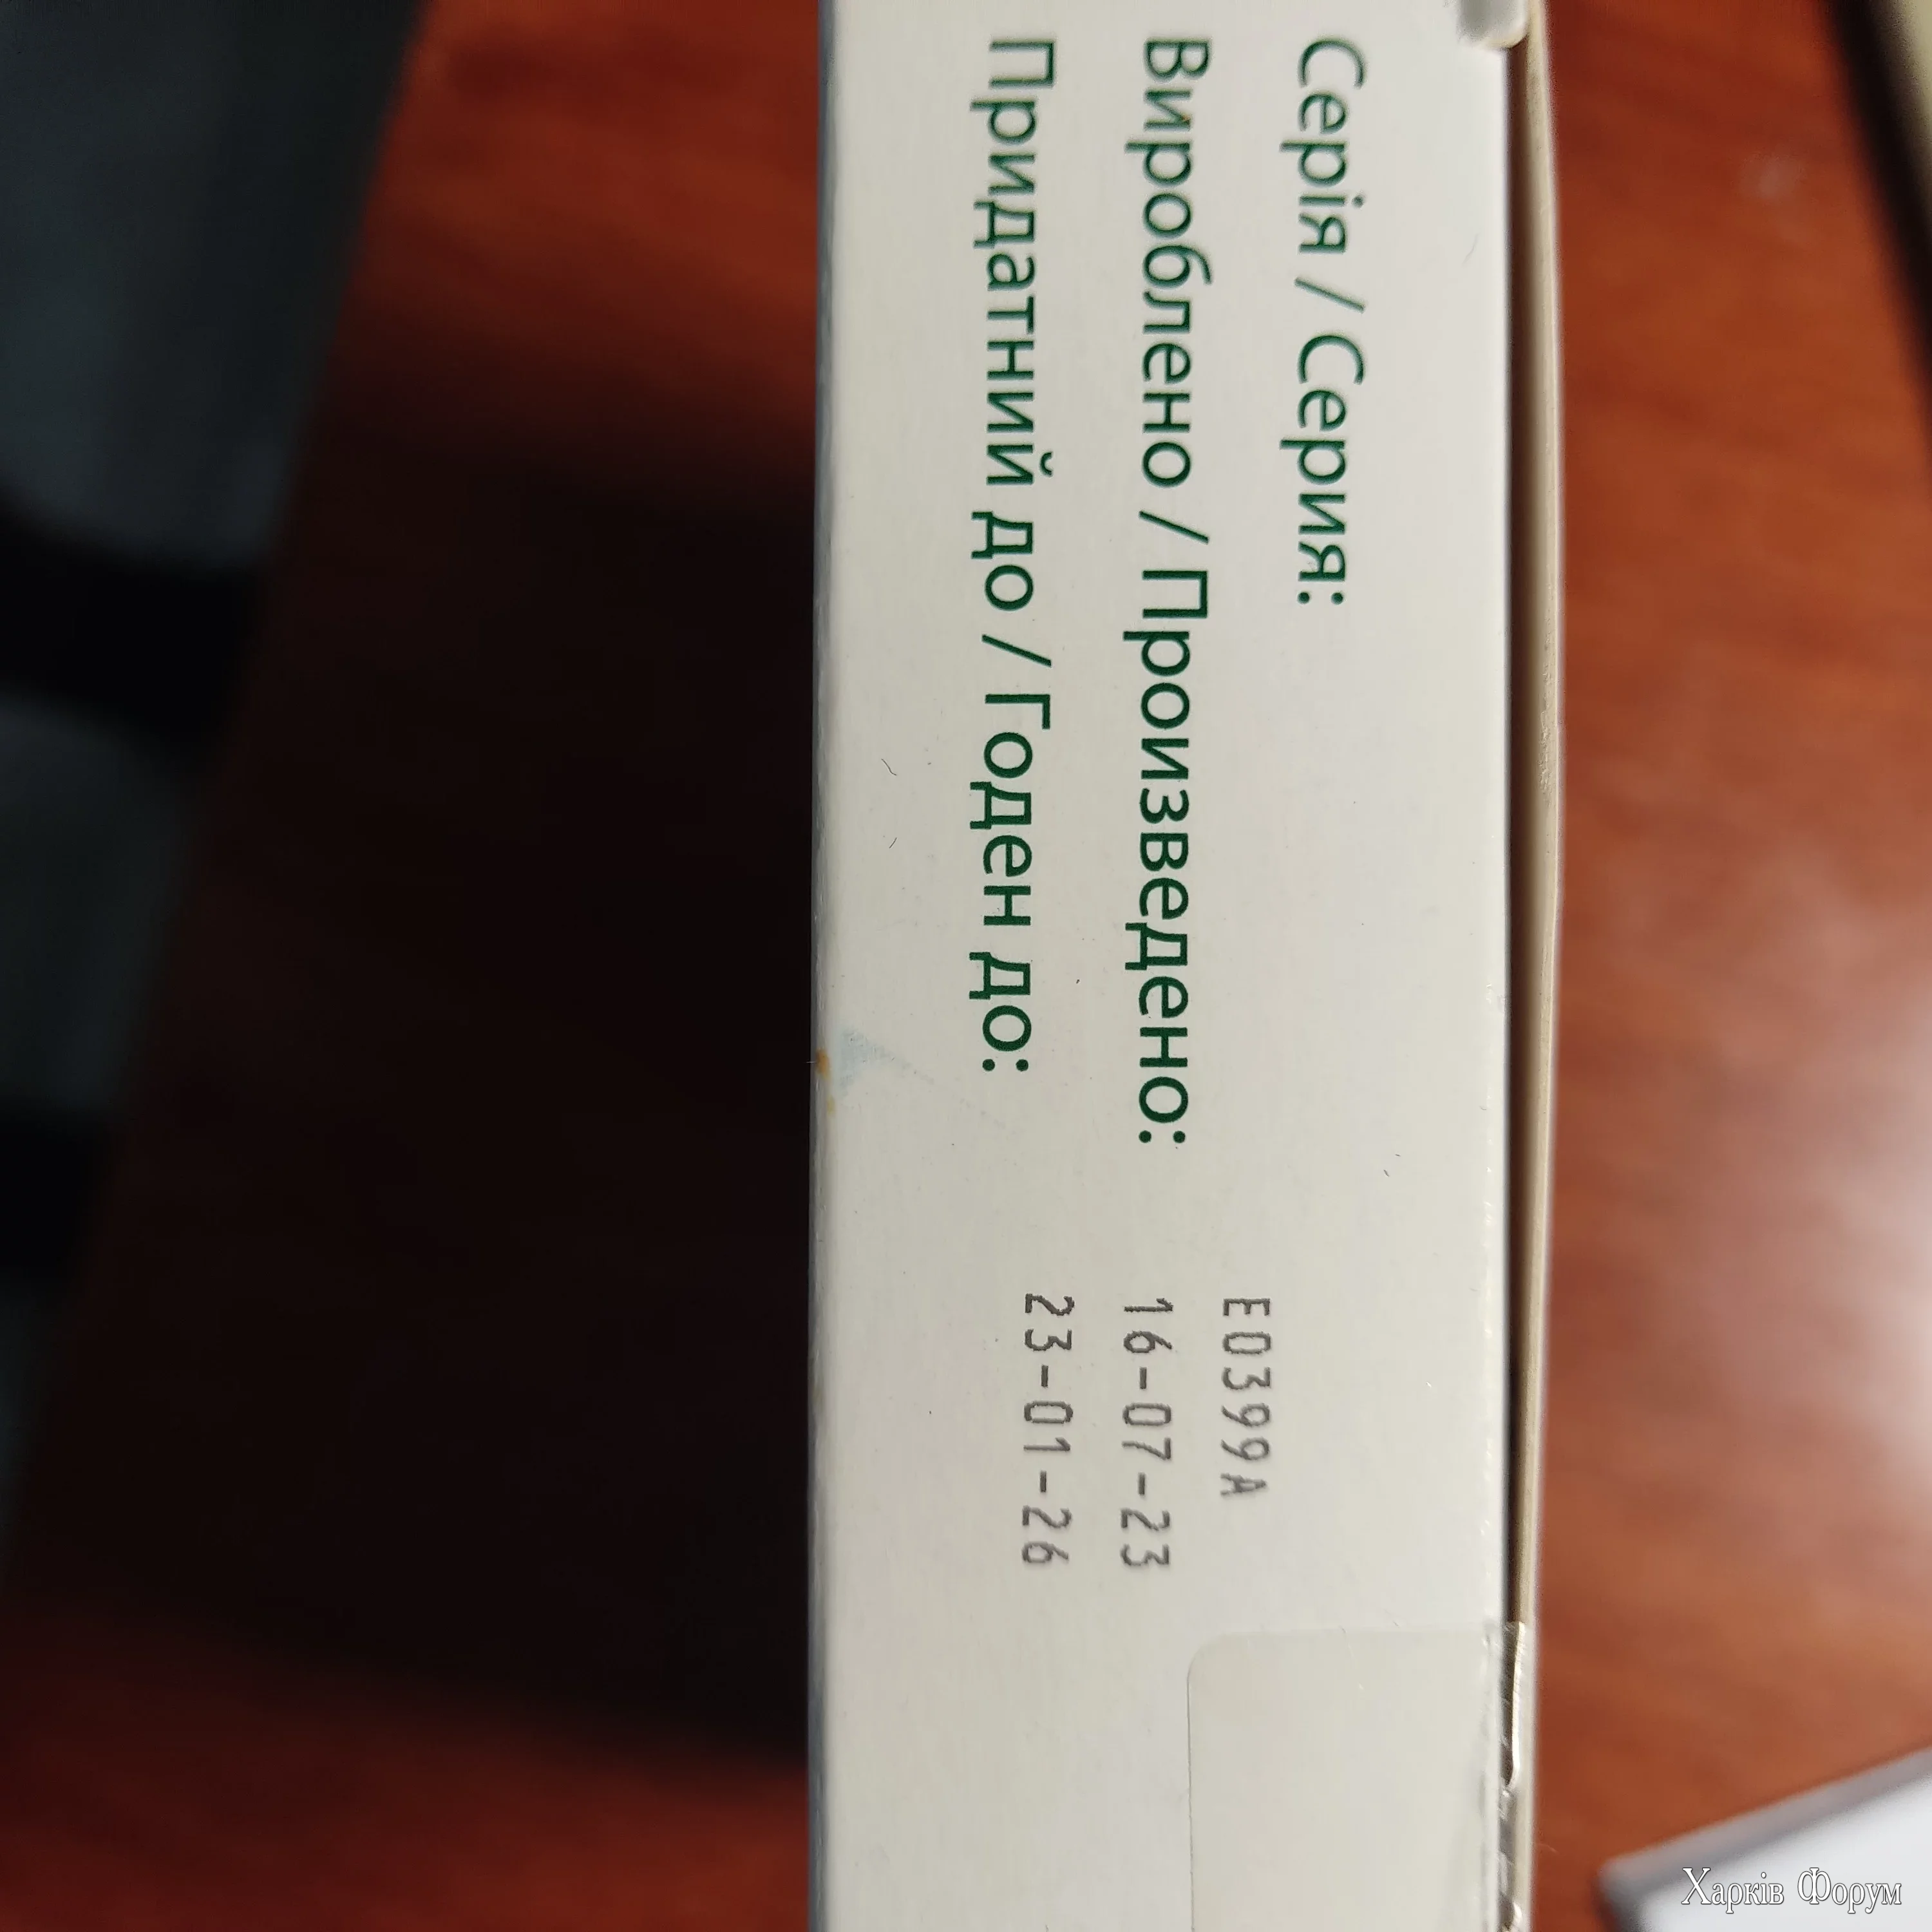 Серія / Серия:
E0399A
Вироблено / Произведено:
16-07-23
Придатний до / Годен до:
23-01-26
Харків Форум